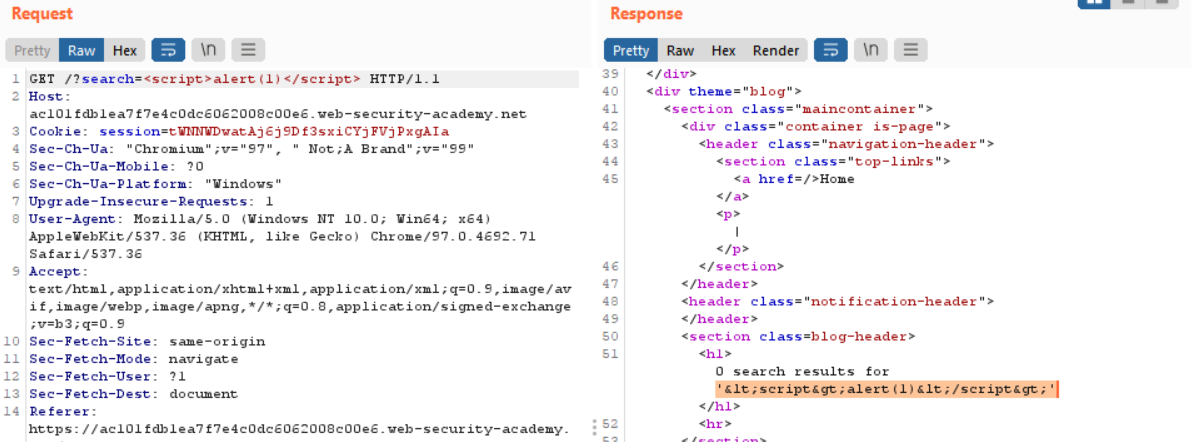 Request
Pretty Raw Hex \n
1 GET /?search=<script>alert(1)</script> HTTP/1.1
2 Host:
ac101fdb1ea7f7e4c0dc6062008c00e6.web-security-academy.net
3 Cookie: session=tWNNWDwatAj6j9Df3sxiCYjFVjPxgAIa
4 Sec-Ch-Ua: "Chromium";v="97", " Not;A Brand";v="99"
5 Sec-Ch-Ua-Mobile: ?0
6 Sec-Ch-Ua-Platform: "Windows"
7 Upgrade-Insecure-Requests: 1
8 User-Agent: Mozilla/5.0 (Windows NT 10.0; Win64; x64)
AppleWebKit/537.36 (KHTML, like Gecko) Chrome/97.0.4692.71
Safari/537.36
9 Accept:
text/html,application/xhtml+xml,application/xml;q=0.9,image/av
if,image/webp,image/apng,*/*;q=0.8,application/signed-exchange
;v=b3;q=0.9
10 Sec-Fetch-Site: same-origin
11 Sec-Fetch-Mode: navigate
12 Sec-Fetch-User: ?1
13 Sec-Fetch-Dest: document
14 Referer:
https://ac101fdb1ea7f7e4c0dc6062008c00e6.web-security-academy.
Response
Pretty Raw Hex Render \n
39 </div>
40 <div theme="blog">
41 <section class="maincontainer">
42 <div class="container is-page">
43 <header class="navigation-header">
44 <section class="top-links">
45 <a href=/>Home
</a>
<p>
|
</p>
46 </section>
47 </header>
48 <header class="notification-header">
49 </header>
50 <section class=blog-header>
51 <h1>
0 search results for
'&lt;script&gt;alert(1)&lt;/script&gt;'
</h1>
52 <hr>
53 </section>